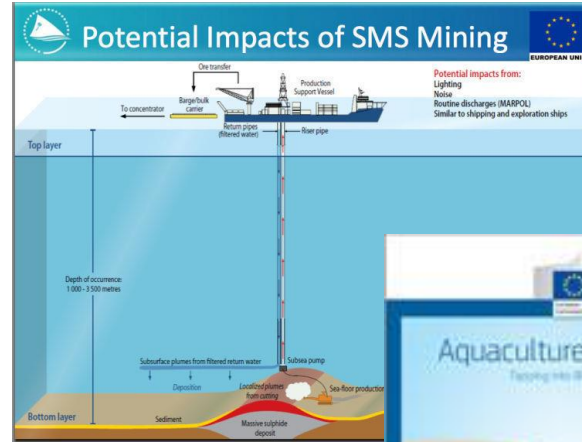 Potential Impacts of SMS Mining
EUROPEAN UNI
Ore transfer
Production
Support Vessel
Potential impacts from:
Lighting
Noise
Routine discharges (MARPOL)
Similar to shipping and exploration ships
Barge/bulk
carrier
To concentrator
Return pipes
(filtered water)
Riser pipe
Top layer
Depth of occurrence:
1 000 - 3 500 metres
Aquaculture
Subsurface plumes from filtered return water
Subsea pump
Deposition
Localized plumes
from cutting
Sea-floor production
Bottom layer
Sediment
Massive sulphide
deposit